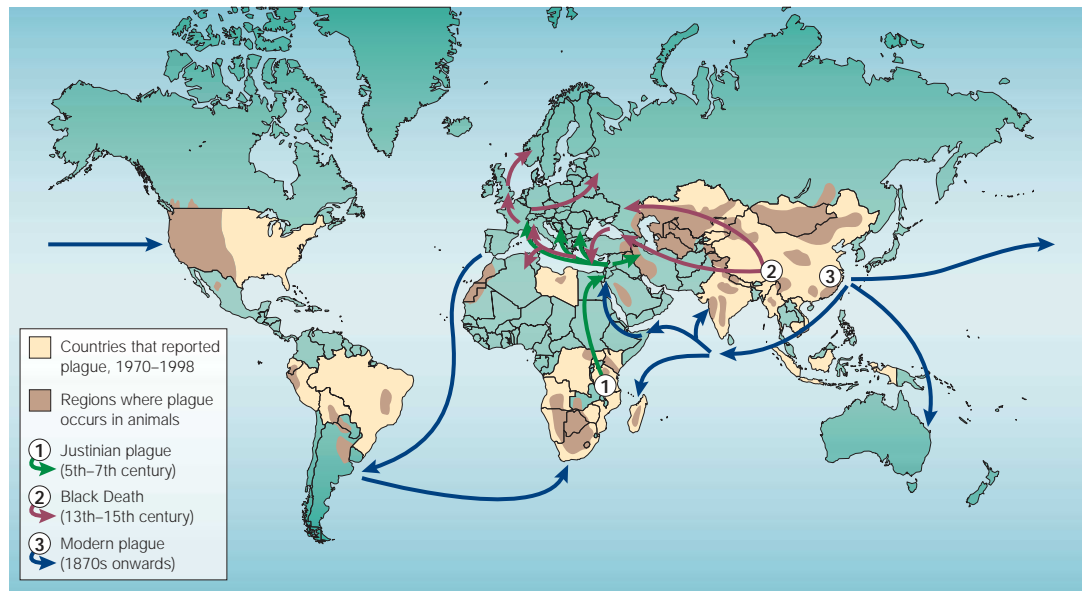 2
3
1
Countries that reported
plague, 1970–1998
Regions where plague
occurs in animals
1 Justinian plague
(5th–7th century)
2 Black Death
(13th–15th century)
3 Modern plague
(1870s onwards)